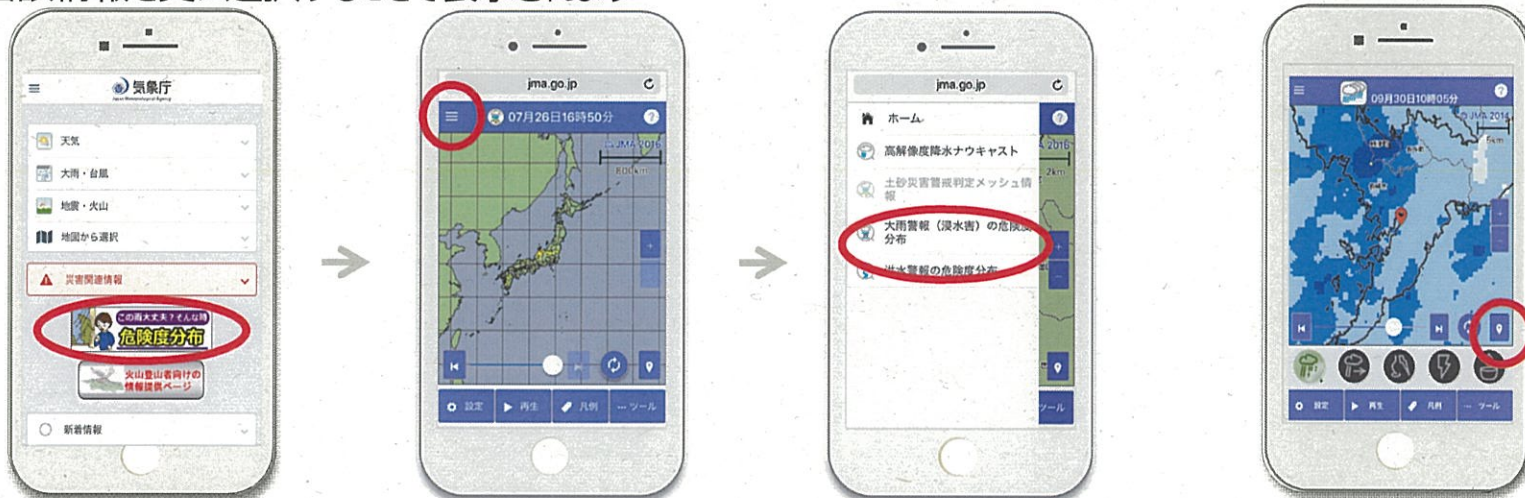 気象庁
Japan Meteorological Agency
天気
大雨・台風
地震・火山
地図から選択
災害関連情報
この雨大丈夫?そんな時
危険度分布
火山登山者向けの
情報提供ページ
新着情報
jma.go.jp
07月26日16時50分
JMA 2016
800km
設定
再生
凡例
ツール
jma.go.jp
ホーム
高解像度降水ナウキャスト
土砂災害警戒判定メッシュ情
報
大雨警報(浸水害)の危険度
分布
洪水警報の危険度分布
2016
2km
ツール
09月30日10時05分
JMA 2014
5km
設定
再生
凡例
ツール